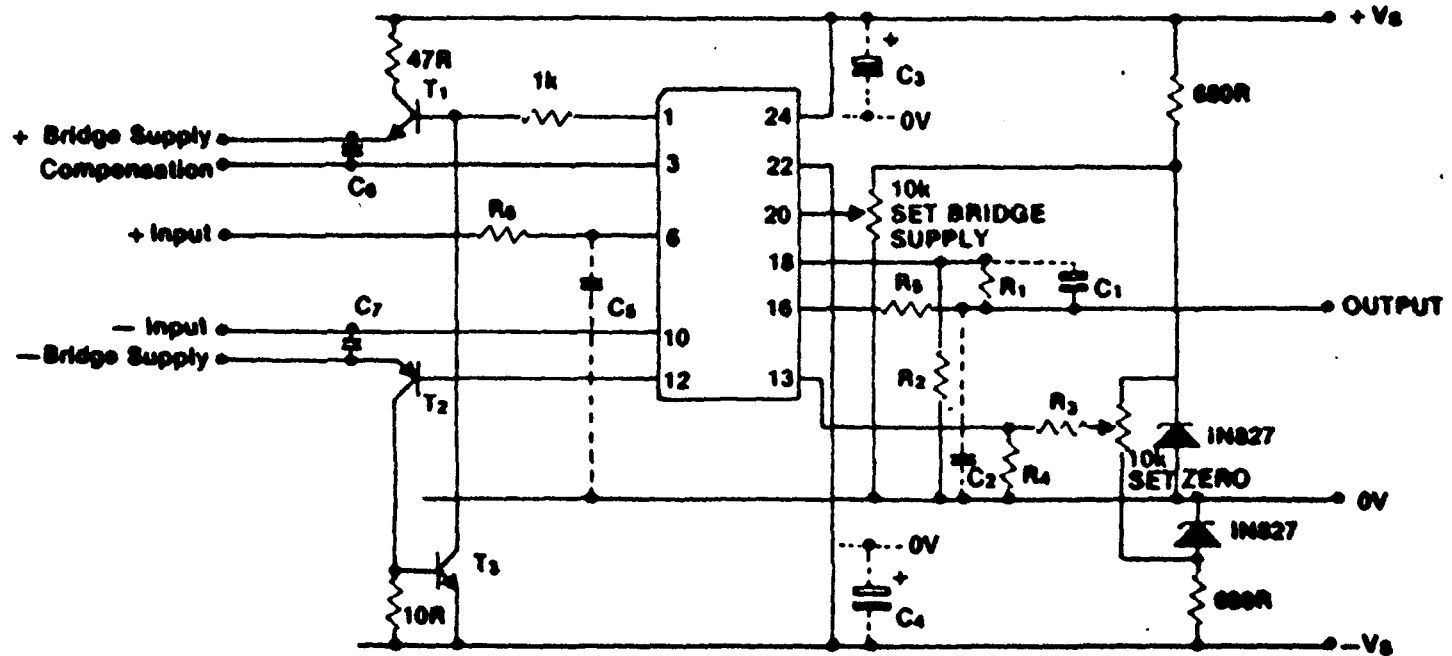 + Vs
47R
T1
1k
C3
+
680R
+ Bridge Supply
1
24
0V
Compensation
3
22
C6
10k
SET BRIDGE
SUPPLY
20
R6
+ Input
6
18
R5
R1
C1
C5
16
OUTPUT
C7
— Input
10
— Bridge Supply
12
13
T2
R2
R3
IN827
10k
SET ZERO
C2
R4
0V
IN827
0V
T3
+
10R
C4
680R
—Vs